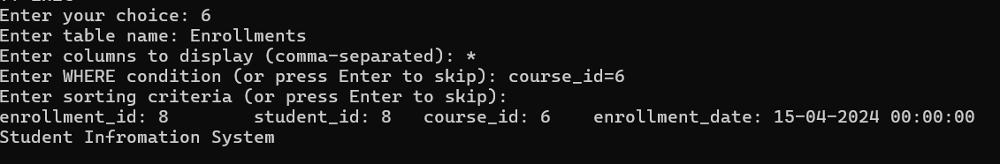 Enter your choice: 6
Enter table name: Enrollments
Enter columns to display (comma-separated): *
Enter WHERE condition (or press Enter to skip): course_id=6
Enter sorting criteria (or press Enter to skip):
enrollment_id: 8 student_id: 8 course_id: 6 enrollment_date: 15-04-2024 00:00:00
Student Infromation System